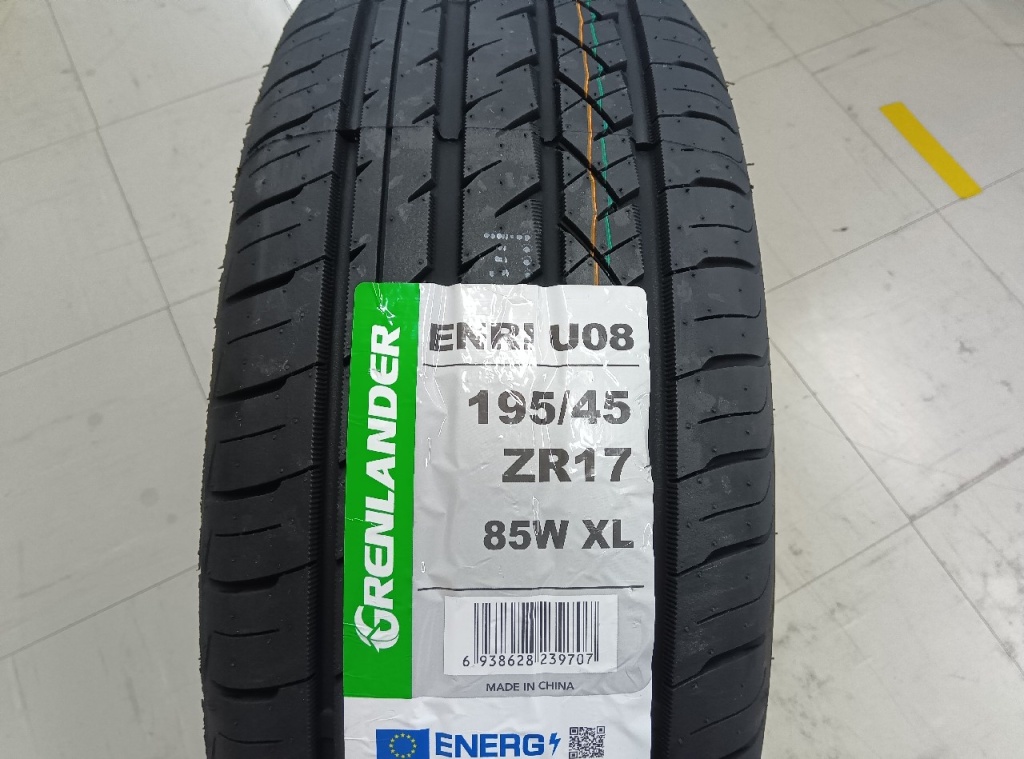 GRENLANDER
ENRI U08
195/45
ZR17
85W XL
6 938628 239707
MADE IN CHINA
ENERG